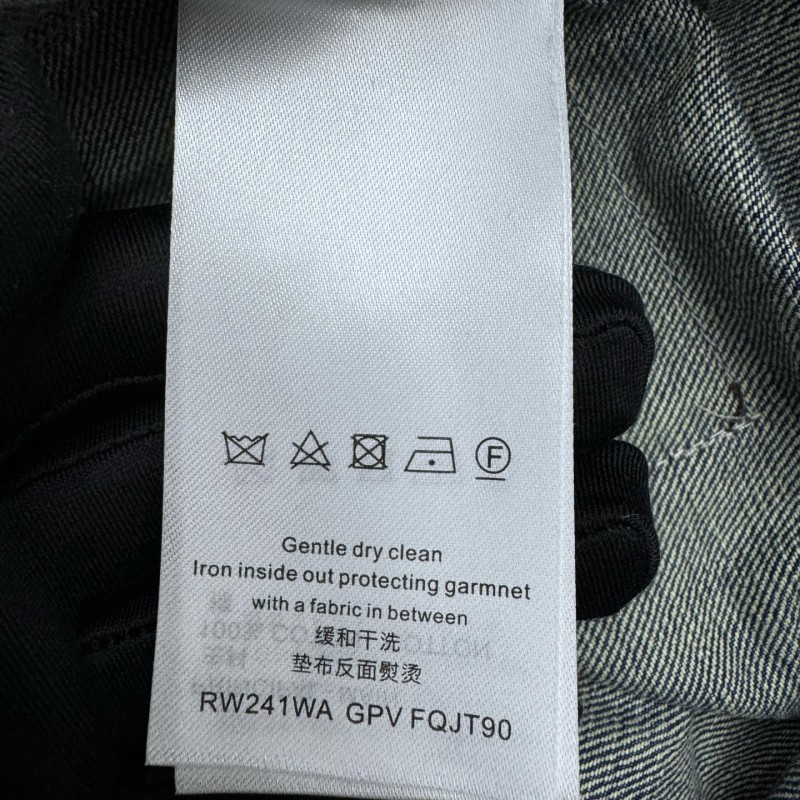 F
Gentle dry clean
Iron inside out protecting garmnet
with a fabric in between
缓和干洗
垫布反面熨烫
RW241WA GPV FQJT90